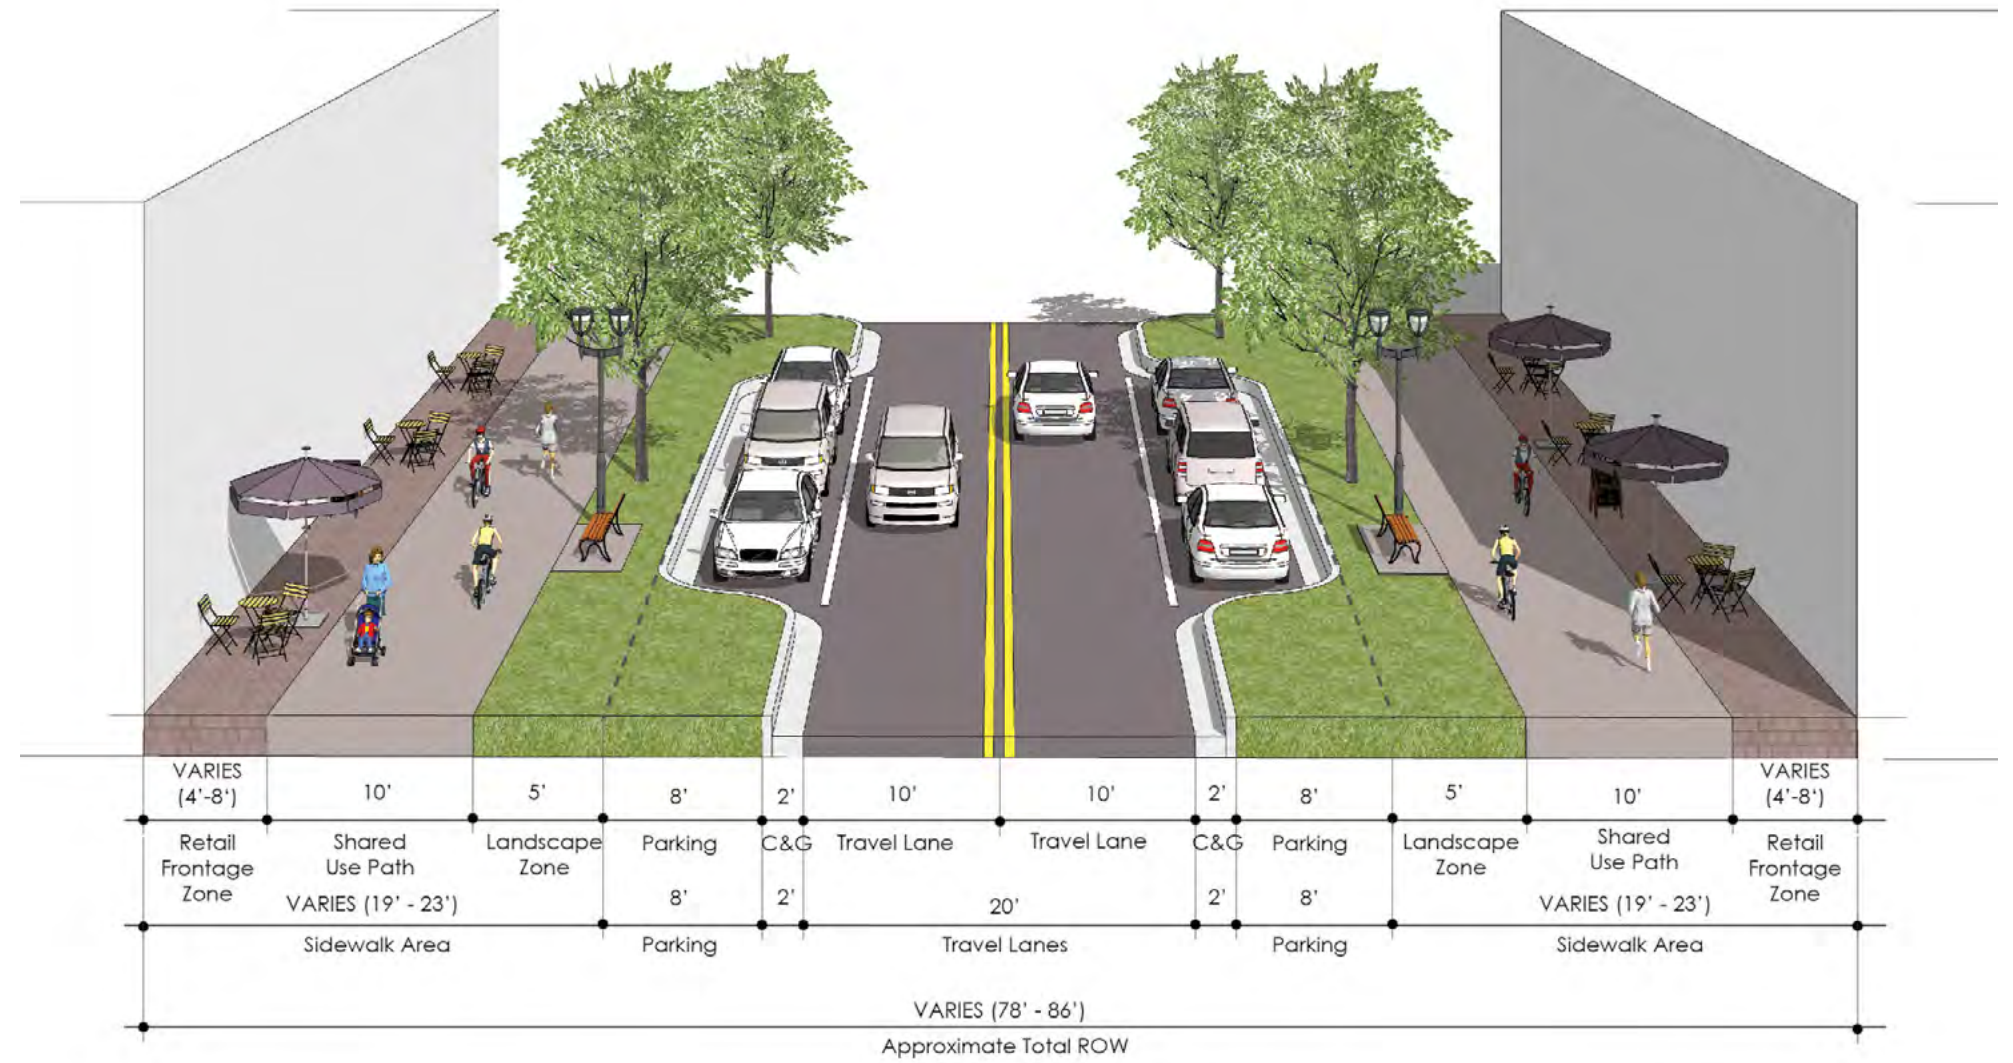 VARIES
(4'-8')
10'
5'
8'
2'
10'
10'
2'
8'
5'
10'
VARIES
(4'-8')
Retail
Frontage
Zone
Shared
Use Path
Landscape
Zone
Parking
C&G
Travel Lane
Travel Lane
C&G
Parking
Landscape
Zone
Shared
Use Path
Retail
Frontage
Zone
VARIES (19' - 23')
8'
2'
20'
2'
8'
VARIES (19' - 23')
Sidewalk Area
Parking
Travel Lanes
Parking
Sidewalk Area
VARIES (78' - 86')
Approximate Total ROW